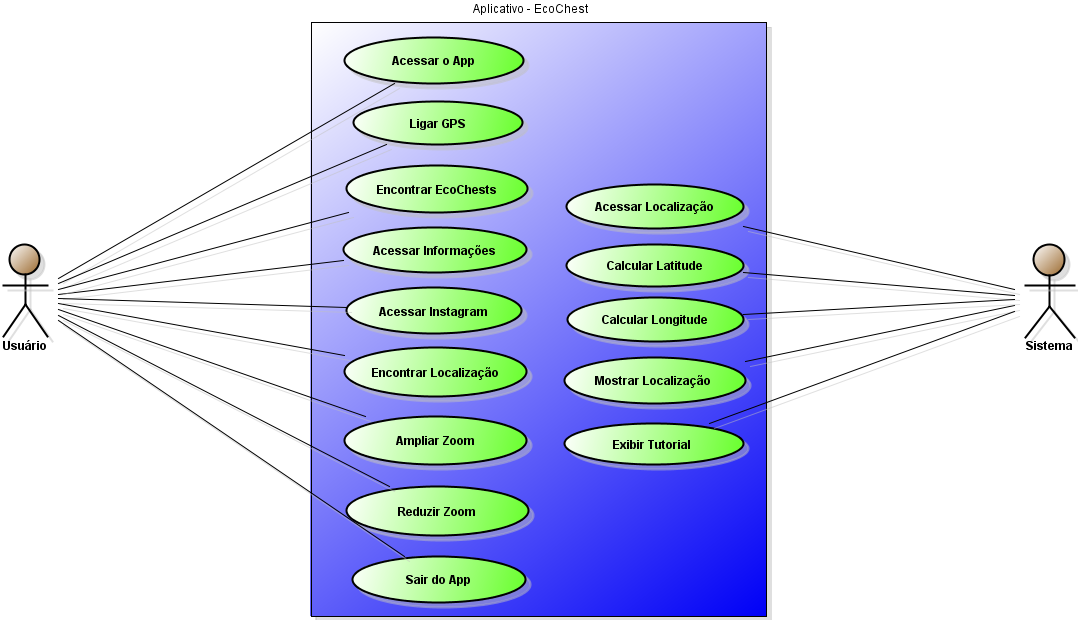 Aplicativo - EcoChest
Acessar o App
Ligar GPS
Encontrar EcoChests
Acessar Informações
Acessar Instagram
Encontrar Localização
Ampliar Zoom
Reduzir Zoom
Sair do App
Acessar Localização
Calcular Latitude
Calcular Longitude
Mostrar Localização
Exibir Tutorial
Usuário
Sistema